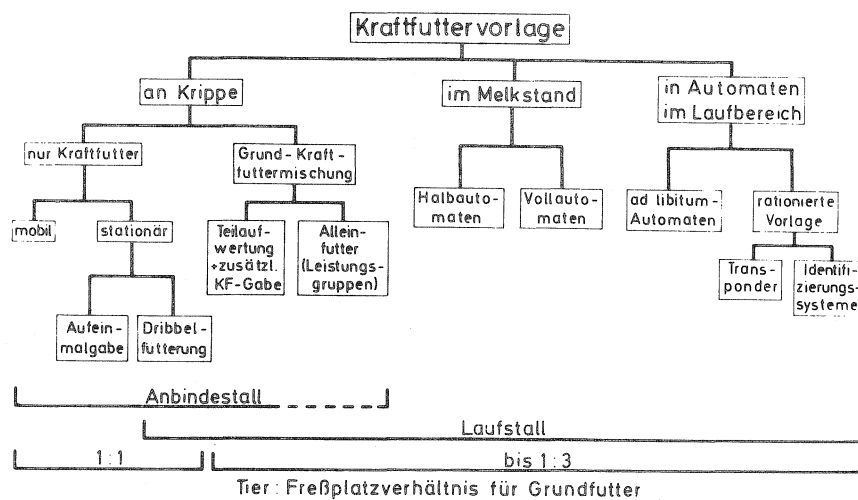 Kraftfuttervorlage
an Krippe
im Melkstand
in Automaten
im Laufbereich
nur Kraftfutter
Grund-Kraft-
futtermischung
Halbauto-
maten
Vollauto-
maten
ad libitum-
Automaten
rationierte
Vorlage
mobil
stationär
Teilauf-
wertung
+zusätzl.
KF-Gabe
Allein-
futter
(Leistungs-
gruppen)
Trans-
ponder
Identifi-
zierungs-
systeme
Aufein-
malgabe
Dribbel-
fütterung
Anbindestall
Laufstall
1:1
bis 1:3
Tier: Freßplatzverhältnis für Grundfutter